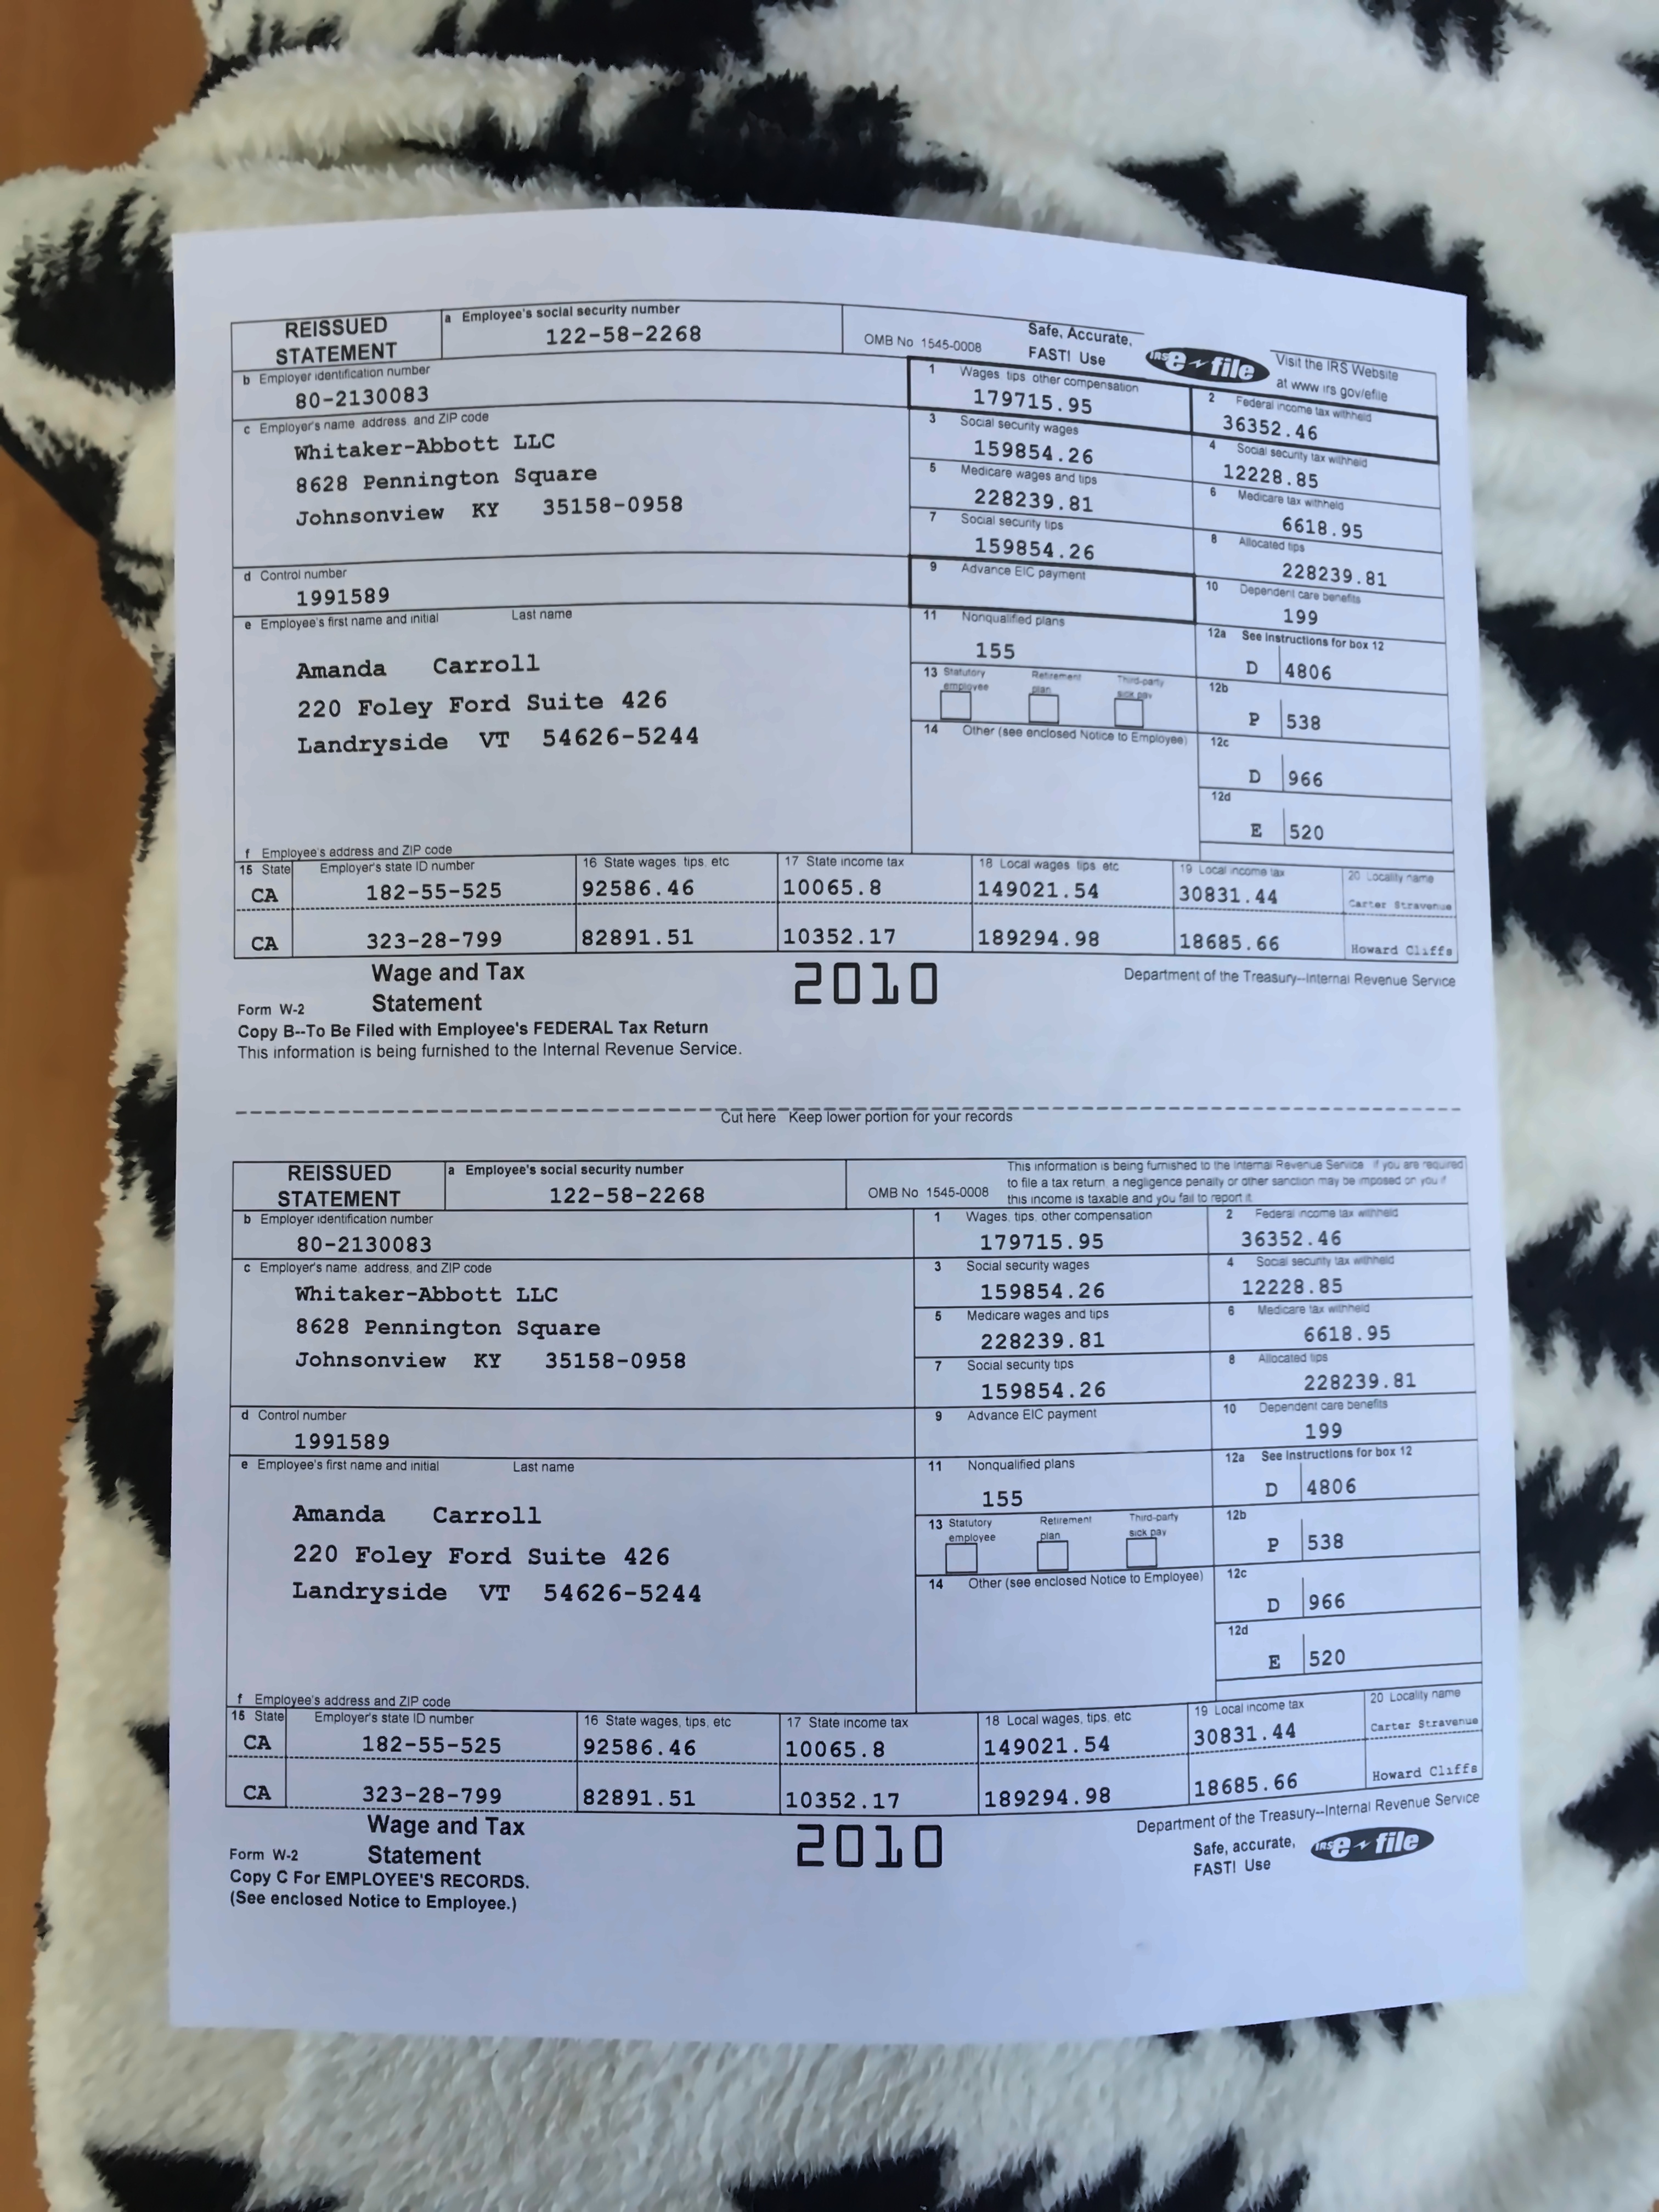 REISSUED STATEMENT
a Employee's social security number
122-58-2268
OMB No 1545-0008
Safe, Accurate, FAST! Use
IRS e-file
Visit the IRS Website at www irs gov/efile
b Employer identification number
80-2130083
1 Wages tips other compensation
179715.95
2 Federal income tax withheld
36352.46
c Employer's name address and ZIP code
Whitaker-Abbott LLC
8628 Pennington Square
Johnsonview KY 35158-0958
3 Social security wages
159854.26
4 Social security tax withheld
12228.85
5 Medicare wages and tips
228239.81
6 Medicare tax withheld
6618.95
7 Social security tips
159854.26
8 Allocated tips
228239.81
d Control number
1991589
9 Advance EIC payment
10 Dependent care benefits
199
e Employee's first name and initial Last name
Amanda Carroll
220 Foley Ford Suite 426
Landryside VT 54626-5244
11 Nonqualified plans
155
12a See Instructions for box 12
D 4806
13 Statutory employee Retirement plan Third-party sick pay
12b
P 538
14 Other (see enclosed Notice to Employee)
12c
D 966
12d
E 520
f Employee's address and ZIP code
15 State Employer's state ID number 16 State wages, tips, etc 17 State income tax 18 Local wages tips etc 19 Local income tax 20 Locality name
CA 182-55-525 92586.46 10065.8 149021.54 30831.44 Carter Stravenue
CA 323-28-799 82891.51 10352.17 189294.98 18685.66 Howard Cliffs
Form W-2 Wage and Tax Statement
2010
Department of the Treasury--Internal Revenue Service
Copy B--To Be Filed with Employee's FEDERAL Tax Return
This information is being furnished to the Internal Revenue Service.
Cut here Keep lower portion for your records
REISSUED STATEMENT
a Employee's social security number
122-58-2268
OMB No 1545-0008
This information is being furnished to the Internal Revenue Service If you are required
to file a tax return, a negligence penalty or other sanction may be imposed on you if
this income is taxable and you fail to report it.
b Employer identification number
80-2130083
1 Wages, tips, other compensation
179715.95
2 Federal income tax withheld
36352.46
c Employer's name, address, and ZIP code
Whitaker-Abbott LLC
8628 Pennington Square
Johnsonview KY 35158-0958
3 Social security wages
159854.26
4 Social security tax withheld
12228.85
5 Medicare wages and tips
228239.81
6 Medicare tax withheld
6618.95
7 Social security tips
159854.26
8 Allocated tips
228239.81
d Control number
1991589
9 Advance EIC payment
10 Dependent care benefits
199
e Employee's first name and initial Last name
Amanda Carroll
220 Foley Ford Suite 426
Landryside VT 54626-5244
11 Nonqualified plans
155
12a See Instructions for box 12
D 4806
13 Statutory employee Retirement plan Third-party sick pay
12b
P 538
14 Other (see enclosed Notice to Employee)
12c
D 966
12d
E 520
f Employee's address and ZIP code
15 State Employer's state ID number 16 State wages, tips, etc 17 State income tax 18 Local wages, tips, etc 19 Local income tax 20 Locality name
CA 182-55-525 92586.46 10065.8 149021.54 30831.44 Carter Stravenue
CA 323-28-799 82891.51 10352.17 189294.98 18685.66 Howard Cliffs
Form W-2 Wage and Tax Statement
2010
Department of the Treasury--Internal Revenue Service
Safe, accurate, FAST! Use
IRS e-file
Copy C For EMPLOYEE'S RECORDS.
(See enclosed Notice to Employee.)